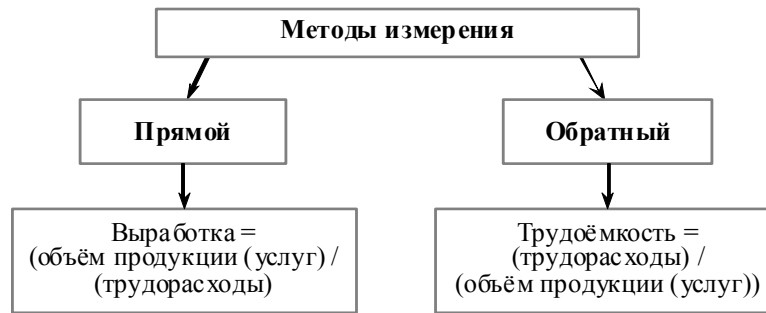 Методы измерения
Прямой
Обратный
Выработка =
(объём продукции (услуг) /
(трудорасходы)
Трудоёмкость =
(трудорасходы) /
(объём продукции (услуг))